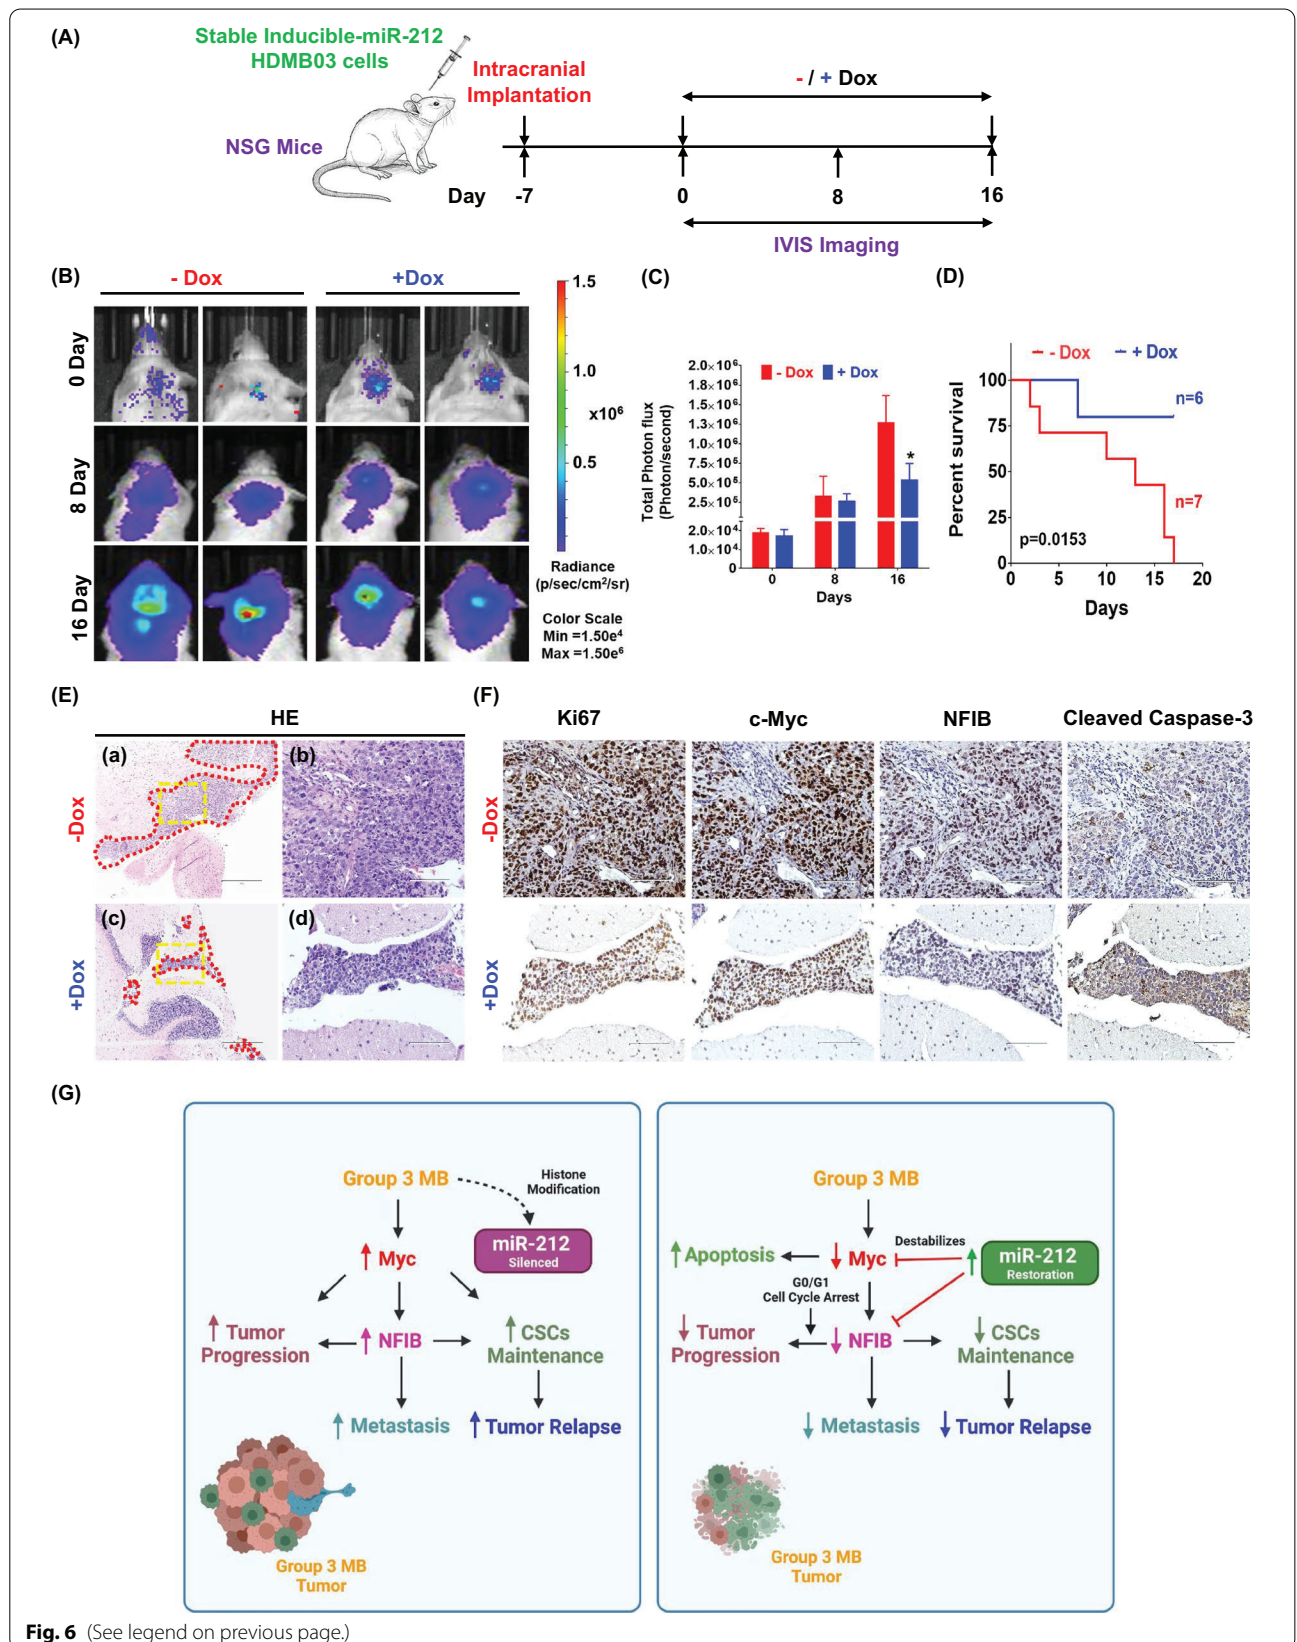 (A)
Stable Inducible-miR-212
HDMB03 cells
Intracranial
Implantation
NSG Mice
- / + Dox
Day
-7
0
8
16
IVIS Imaging
(B)
- Dox
+Dox
0 Day
8 Day
16 Day
1.5
1.0
x10⁶
0.5
Radiance
(p/sec/cm²/sr)
Color Scale
Min =1.50e⁴
Max =1.50e⁶
(C)
Total Photon flux
(Photon/second)
- Dox + Dox
2.0×10⁶
1.8×10⁶
1.5×10⁶
1.3×10⁶
1.0×10⁶
7.5×10⁵
5.0×10⁵
2.5×10⁵
2.0×10⁴
1.0×10⁴
0
*
0 8 16
Days
(D)
- Dox + Dox
Percent survival
100
75
50
25
0
n=6
n=7
p=0.0153
0 5 10 15 20
Days
(E)
HE
-Dox
+Dox
(a)
(b)
(c)
(d)
(F)
Ki67
c-Myc
NFIB
Cleaved Caspase-3
-Dox
+Dox
(G)
Group 3 MB
Histone
Modification
miR-212
Silenced
Myc
Tumor
Progression
NFIB
CSCs
Maintenance
Metastasis
Tumor Relapse
Group 3 MB
Tumor
Group 3 MB
Destabilizes
Apoptosis
Myc
miR-212
Restoration
G0/G1
Cell Cycle Arrest
Tumor
Progression
NFIB
CSCs
Maintenance
Metastasis
Tumor Relapse
Group 3 MB
Tumor
Fig. 6 (See legend on previous page.)